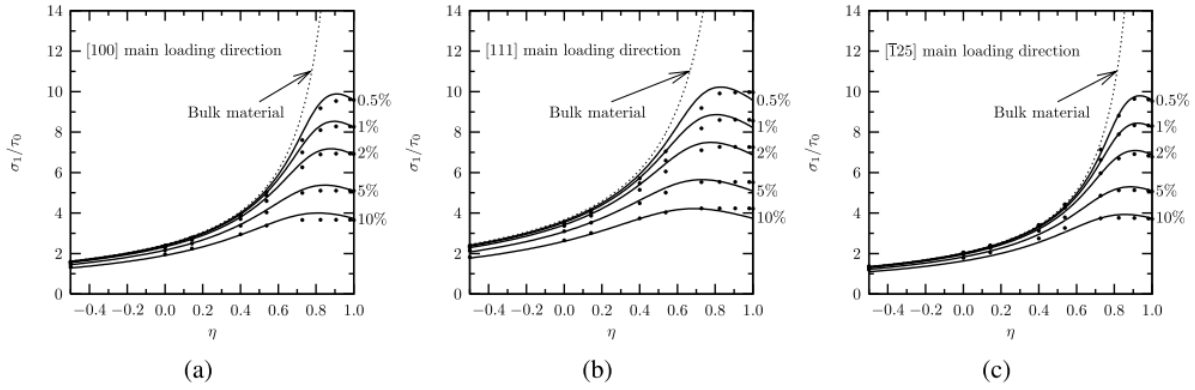 14
12
10
8
6
4
2
0
σ1/τ0
[100] main loading direction
Bulk material
0.5%
1%
2%
5%
10%
−0.4 −0.2 0.0 0.2 0.4 0.6 0.8 1.0
η
(a)
14
12
10
8
6
4
2
0
σ1/τ0
[111] main loading direction
Bulk material
0.5%
1%
2%
5%
10%
−0.4 −0.2 0.0 0.2 0.4 0.6 0.8 1.0
η
(b)
14
12
10
8
6
4
2
0
σ1/τ0
[1̅25] main loading direction
Bulk material
0.5%
1%
2%
5%
10%
−0.4 −0.2 0.0 0.2 0.4 0.6 0.8 1.0
η
(c)